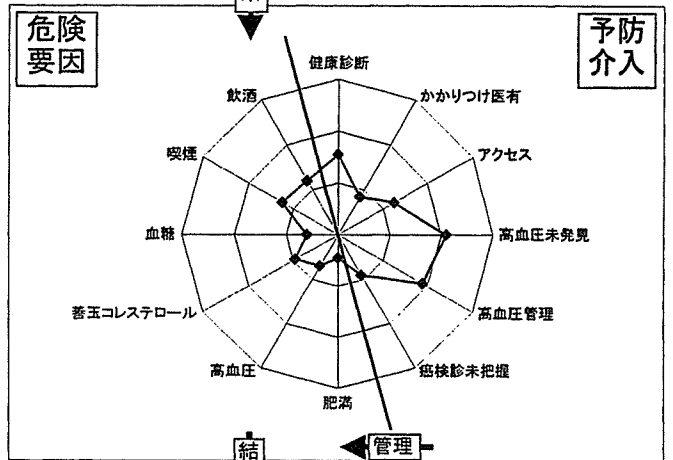 危険
要因
予防
介入
健康診断
飲酒
かかりつけ医有
喫煙
アクセス
血糖
高血圧未発見
善玉コレステロール
高血圧管理
高血圧
癌検診未把握
肥満
結
管理